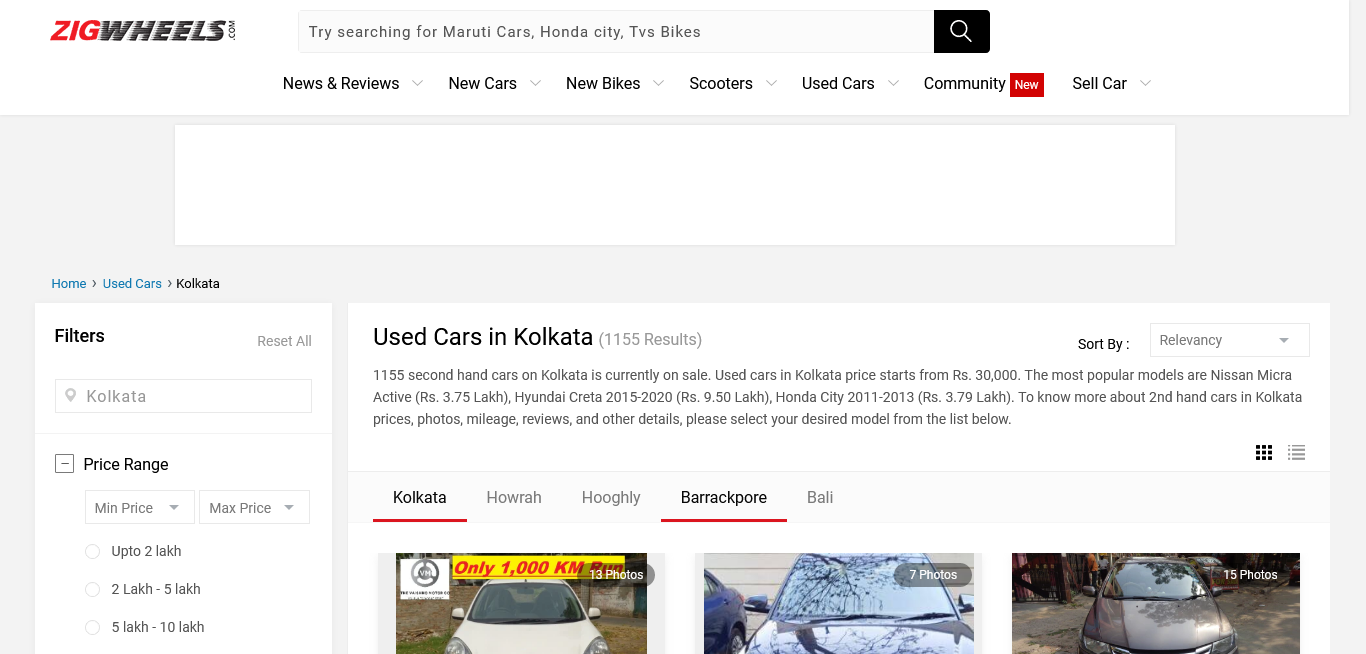 ZIGWHEELS.COM
Try searching for Maruti Cars, Honda city, Tvs Bikes
News & Reviews New Cars New Bikes Scooters Used Cars Community New Sell Car
Home › Used Cars › Kolkata
Filters
Reset All
Kolkata
Price Range
Min Price Max Price
Upto 2 lakh
2 Lakh - 5 lakh
5 lakh - 10 lakh
Used Cars in Kolkata (1155 Results)
Sort By : Relevancy
1155 second hand cars on Kolkata is currently on sale. Used cars in Kolkata price starts from Rs. 30,000. The most popular models are Nissan Micra
Active (Rs. 3.75 Lakh), Hyundai Creta 2015-2020 (Rs. 9.50 Lakh), Honda City 2011-2013 (Rs. 3.79 Lakh). To know more about 2nd hand cars in Kolkata
prices, photos, mileage, reviews, and other details, please select your desired model from the list below.
Kolkata Howrah Hooghly Barrackpore Bali
Only 1,000 KM Run
13 Photos
VM
7 Photos
15 Photos